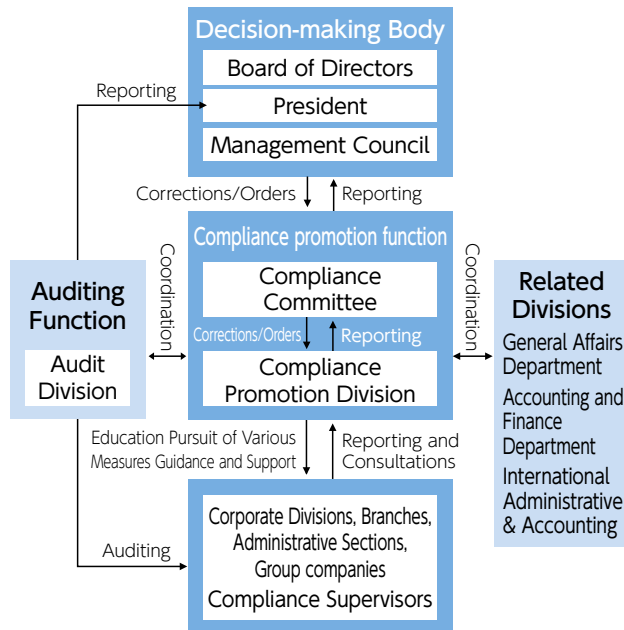 Decision-making Body
Board of Directors
President
Management Council
Reporting
Corrections/Orders
Reporting
Compliance promotion function
Compliance
Committee
Corrections/Orders
Reporting
Compliance
Promotion Division
Coordination
Coordination
Auditing
Function
Audit
Division
Related
Divisions
General Affairs
Department
Accounting and
Finance
Department
International
Administrative
& Accounting
Education Pursuit of Various
Measures Guidance and Support
Reporting and
Consultations
Auditing
Corporate Divisions, Branches,
Administrative Sections,
Group companies
Compliance Supervisors